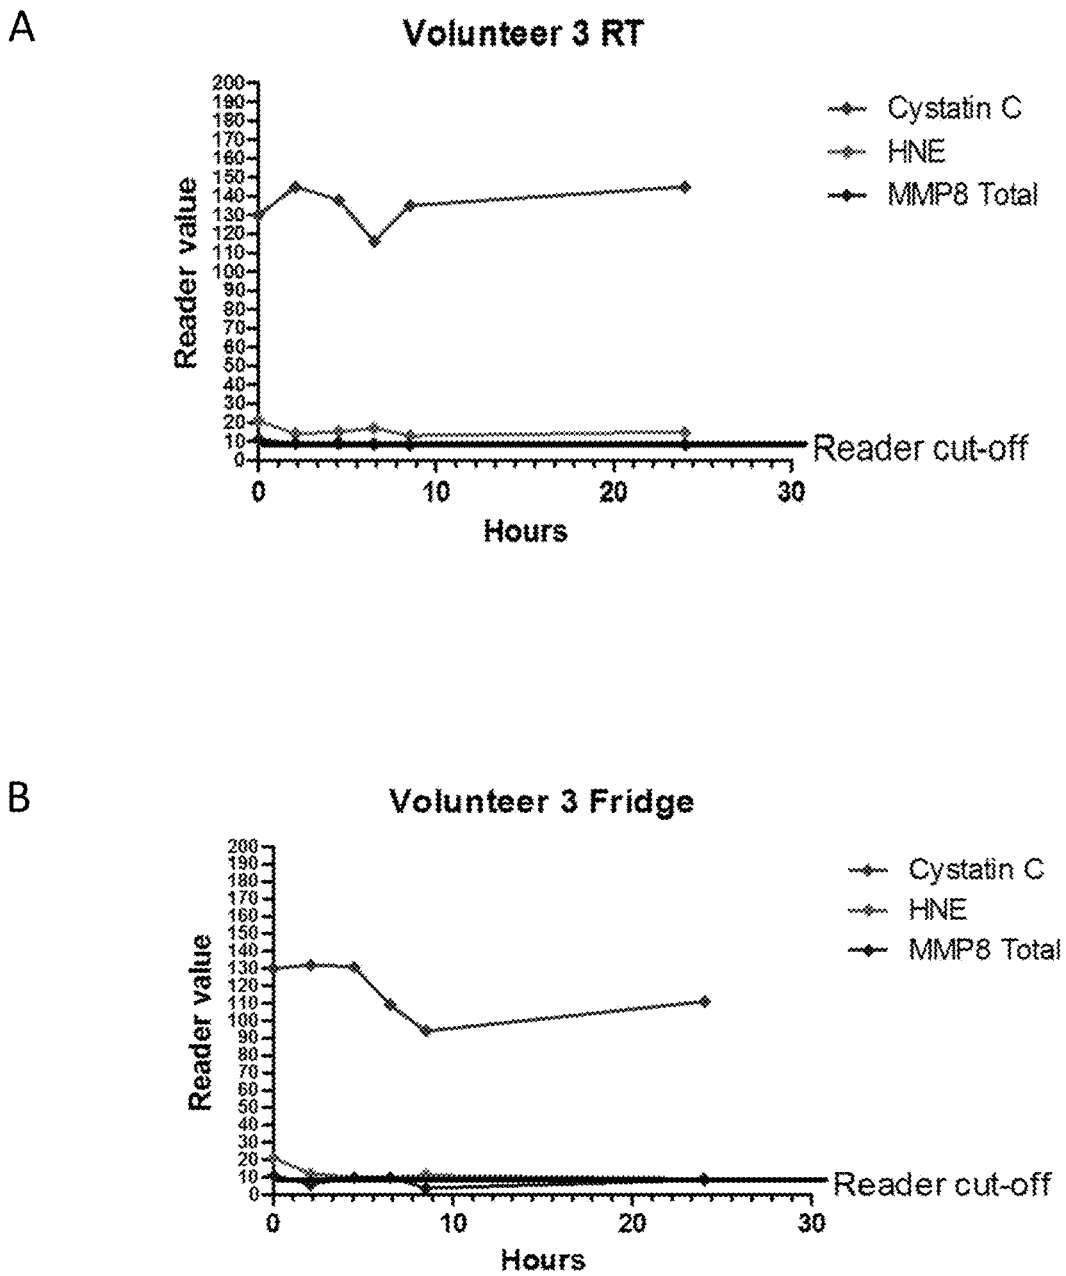 A
Volunteer 3 RT
200
190
180
170
160
150
140
130
120
110
100
90
80
70
60
50
40
30
20
10
0
Reader value
Cystatin C
HNE
MMP8 Total
Reader cut-off
0 10 20 30
Hours
B
Volunteer 3 Fridge
200
190
180
170
160
150
140
130
120
110
100
90
80
70
60
50
40
30
20
10
0
Reader value
Cystatin C
HNE
MMP8 Total
Reader cut-off
0 10 20 30
Hours